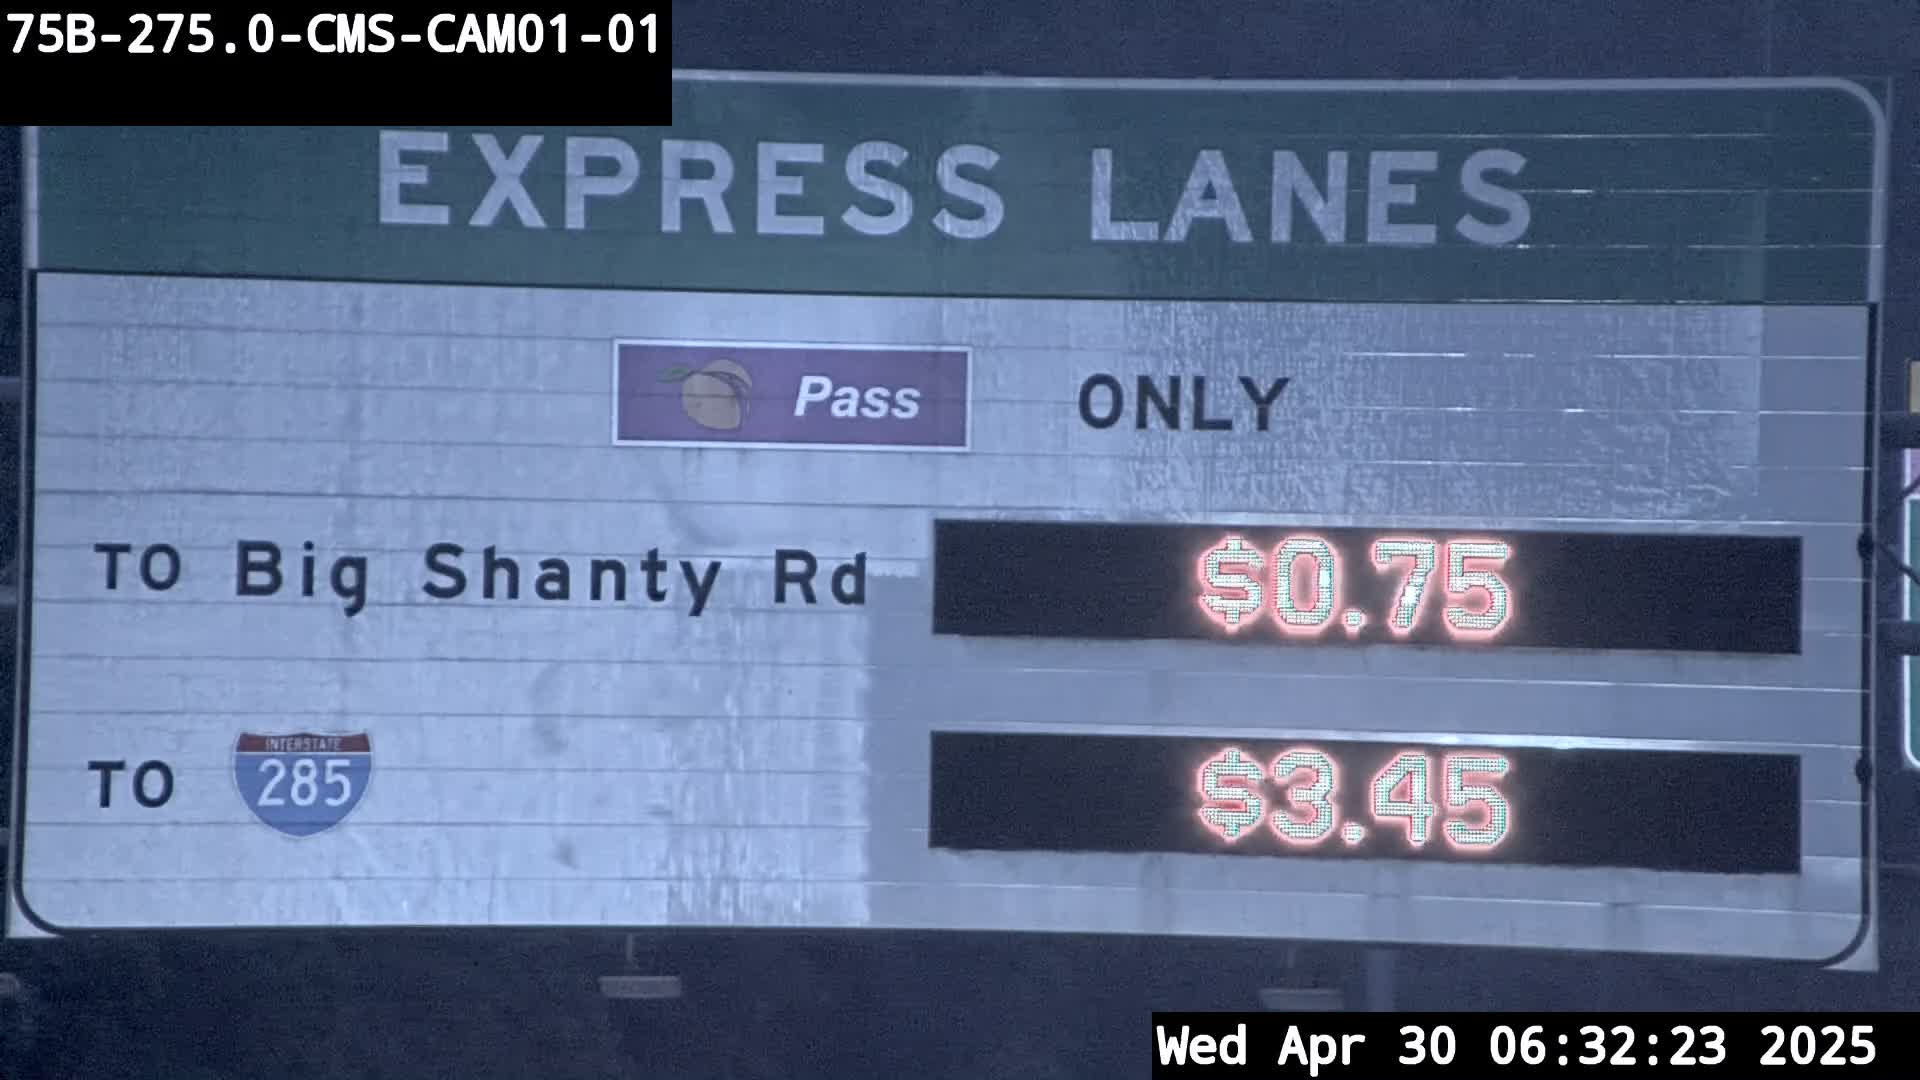 75B-275.0-CMS-CAM01-01
EXPRESS LANES
Pass ONLY
TO Big Shanty Rd $0.75
TO INTERSTATE 285 $3.45
Wed Apr 30 06:32:23 2025